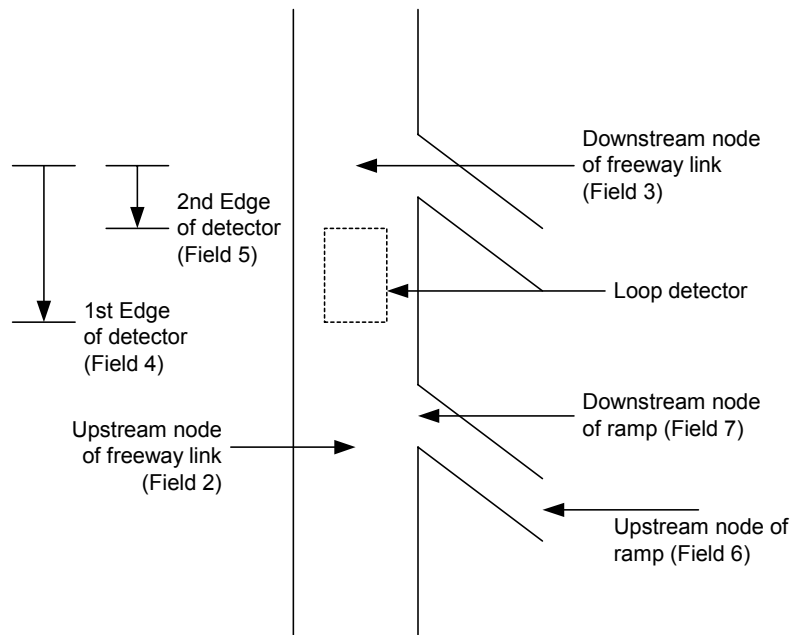 Downstream node
of freeway link
(Field 3)
2nd Edge
of detector
(Field 5)
Loop detector
1st Edge
of detector
(Field 4)
Downstream node
of ramp (Field 7)
Upstream node
of freeway link
(Field 2)
Upstream node of
ramp (Field 6)